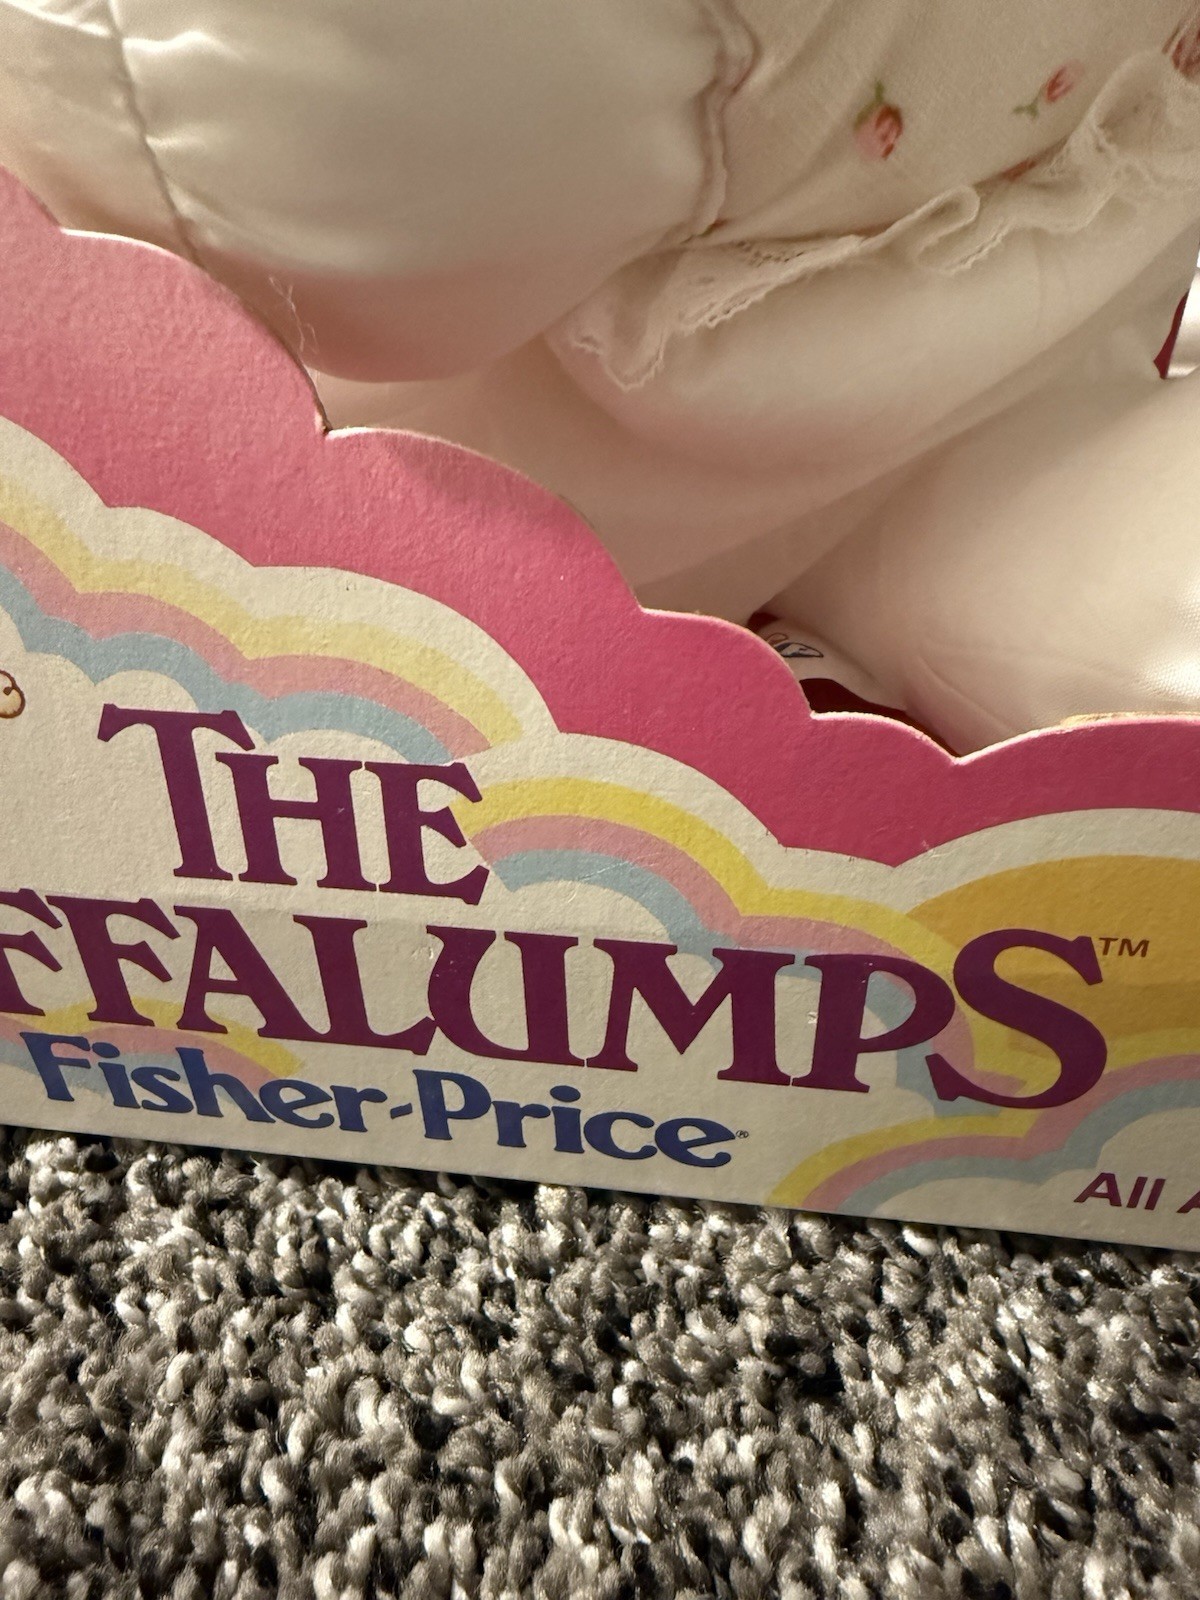 THE
FFALUMPS™
Fisher-Price®
All